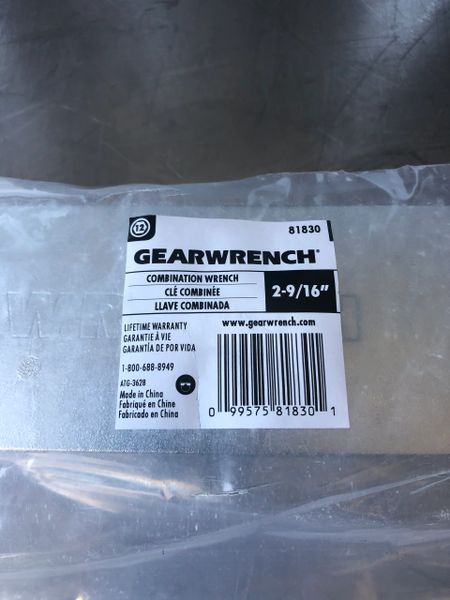 12
81830
GEARWRENCH®
COMBINATION WRENCH
CLÉ COMBINÉE
LLAVE COMBINADA
2-9/16"
LIFETIME WARRANTY
GARANTIE À VIE
GARANTÍA DE POR VIDA
www.gearwrench.com
1-800-688-8949
ATG-3628
Made in China
Fabriqué en Chine
Fabricado en China
0 99575 81830 1